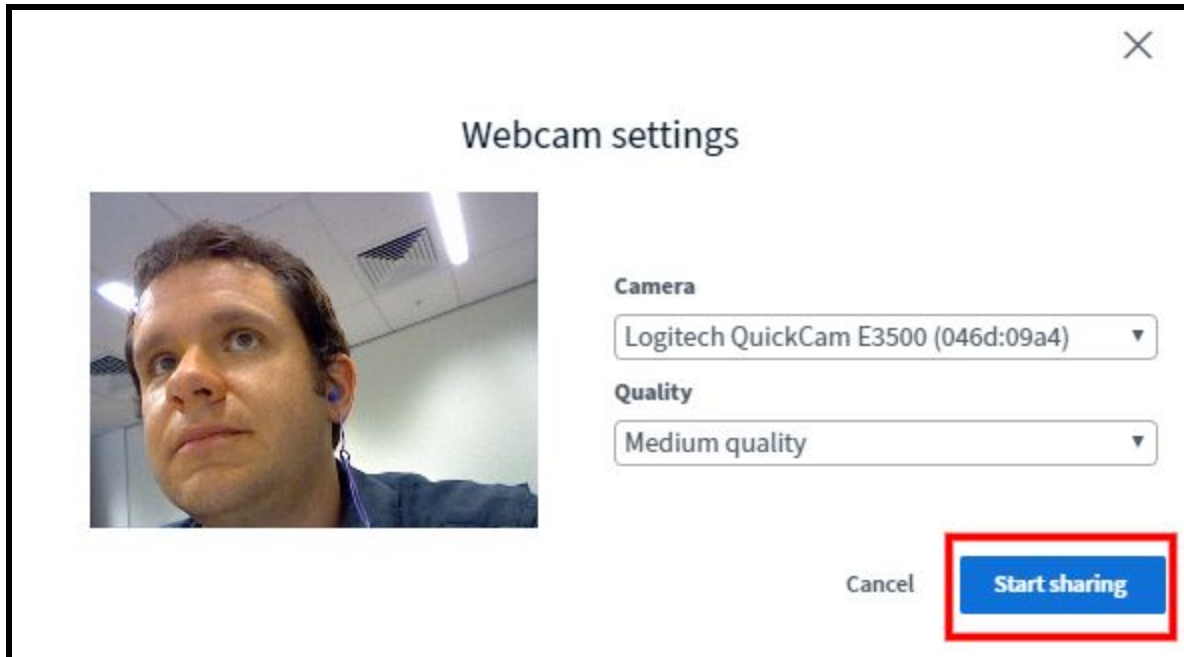 Webcam settings
Camera
Logitech QuickCam E3500 (046d:09a4)
Quality
Medium quality
Cancel
Start sharing